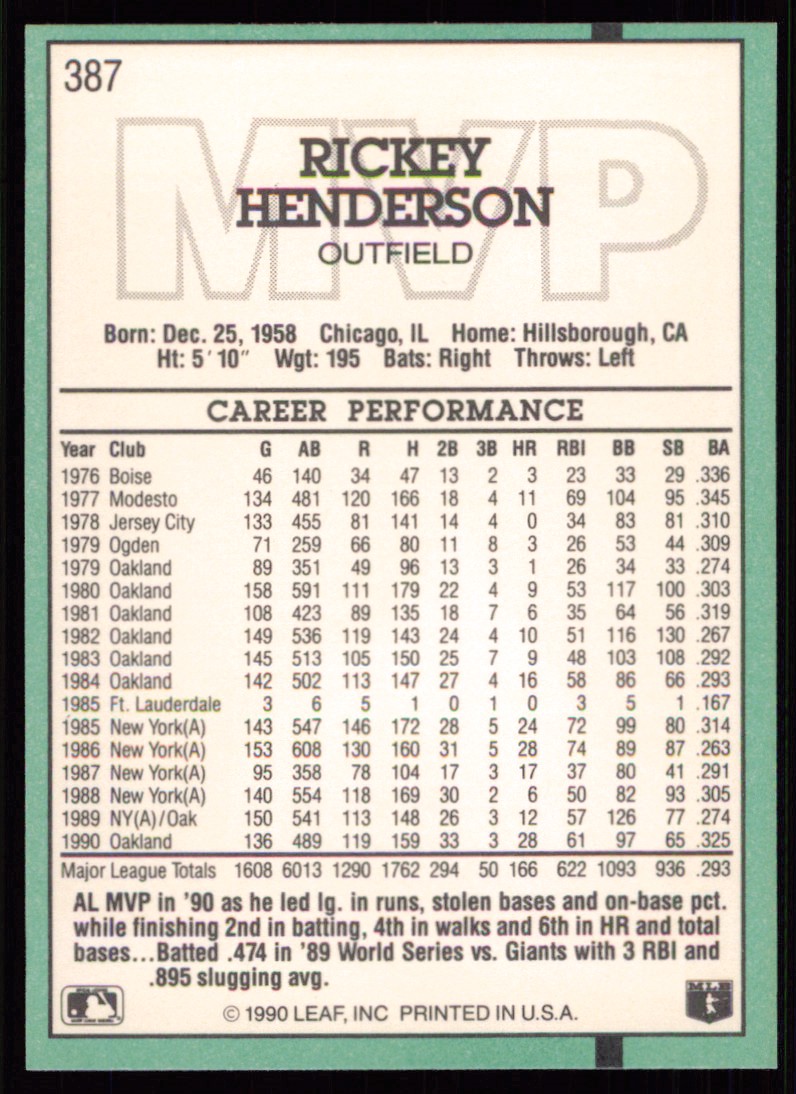 387
MVP
RICKEY
HENDERSON
OUTFIELD
Born: Dec. 25, 1958 Chicago, IL Home: Hillsborough, CA
Ht: 5'10" Wgt: 195 Bats: Right Throws: Left
CAREER PERFORMANCE
Year Club G AB R H 2B 3B HR RBI BB SB BA
1976 Boise 46 140 34 47 13 2 3 23 33 29 .336
1977 Modesto 134 481 120 166 18 4 11 69 104 95 .345
1978 Jersey City 133 455 81 141 14 4 0 34 83 81 .310
1979 Ogden 71 259 66 80 11 8 3 26 53 44 .309
1979 Oakland 89 351 49 96 13 3 1 26 34 33 .274
1980 Oakland 158 591 111 179 22 4 9 53 117 100 .303
1981 Oakland 108 423 89 135 18 7 6 35 64 56 .319
1982 Oakland 149 536 119 143 24 4 10 51 116 130 .267
1983 Oakland 145 513 105 150 25 7 9 48 103 108 .292
1984 Oakland 142 502 113 147 27 4 16 58 86 66 .293
1985 Ft. Lauderdale 3 6 5 1 0 1 0 3 5 1 .167
1985 New York(A) 143 547 146 172 28 5 24 72 99 80 .314
1986 New York(A) 153 608 130 160 31 5 28 74 89 87 .263
1987 New York(A) 95 358 78 104 17 3 17 37 80 41 .291
1988 New York(A) 140 554 118 169 30 2 6 50 82 93 .305
1989 NY(A)/Oak 150 541 113 148 26 3 12 57 126 77 .274
1990 Oakland 136 489 119 159 33 3 28 61 97 65 .325
Major League Totals 1608 6013 1290 1762 294 50 166 622 1093 936 .293
AL MVP in '90 as he led lg. in runs, stolen bases and on-base pct.
while finishing 2nd in batting, 4th in walks and 6th in HR and total
bases...Batted .474 in '89 World Series vs. Giants with 3 RBI and
.895 slugging avg.
© 1990 LEAF, INC PRINTED IN U.S.A.
MLB